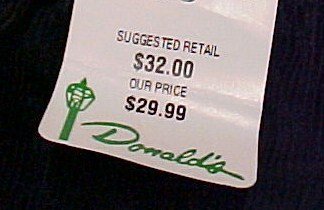 SUGGESTED RETAIL
$32.00
OUR PRICE
$29.99
Donald's